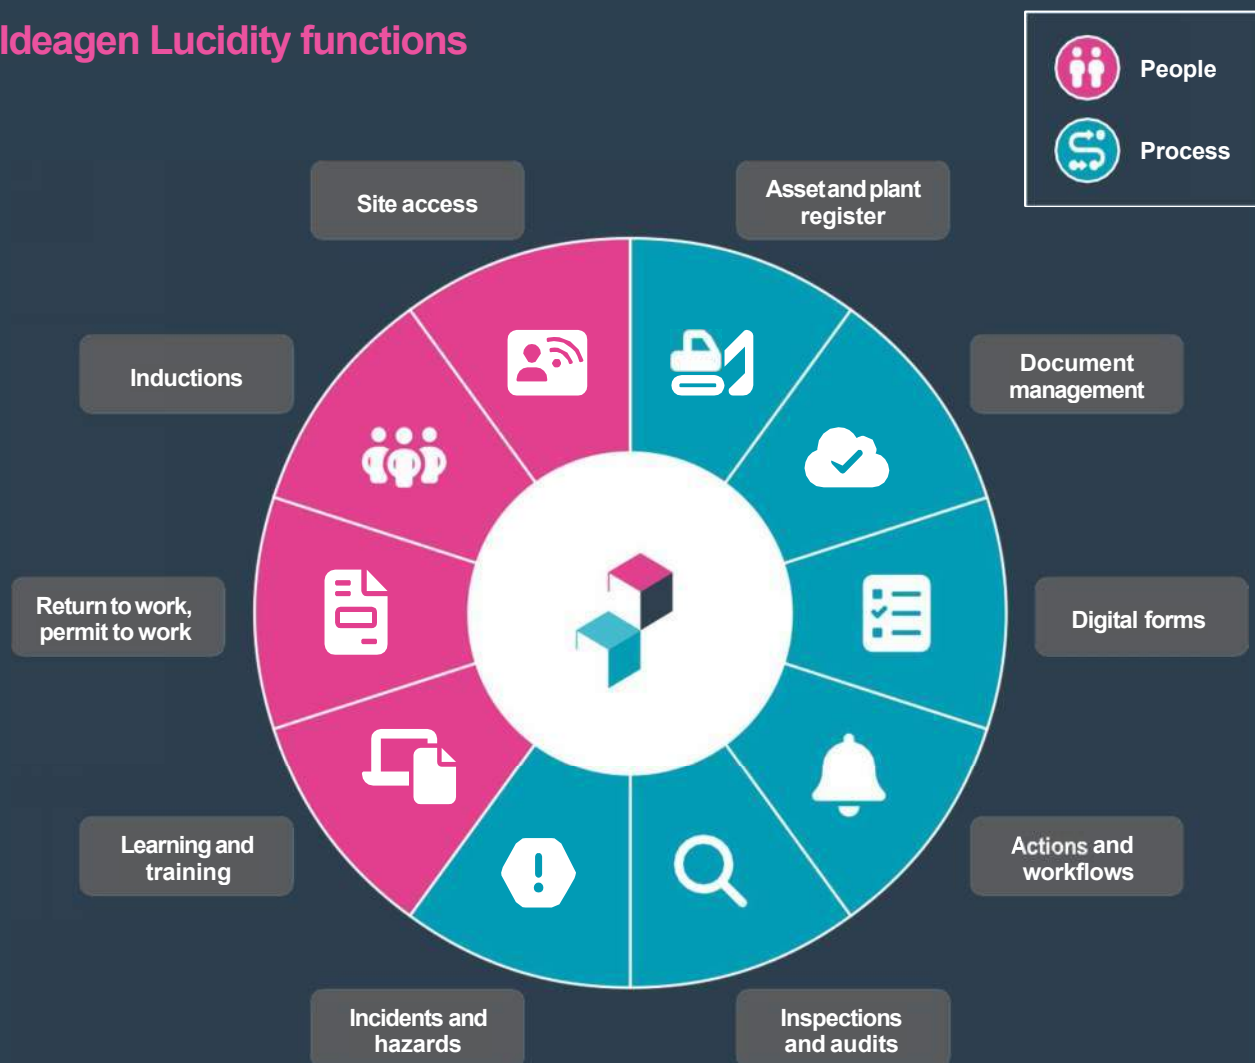 Ideagen Lucidity functions
People
Process
Site access
Asset and plant
register
Inductions
Document
management
Return to work,
permit to work
Digital forms
Learning and
training
Actions and
workflows
Incidents and
hazards
Inspections
and audits